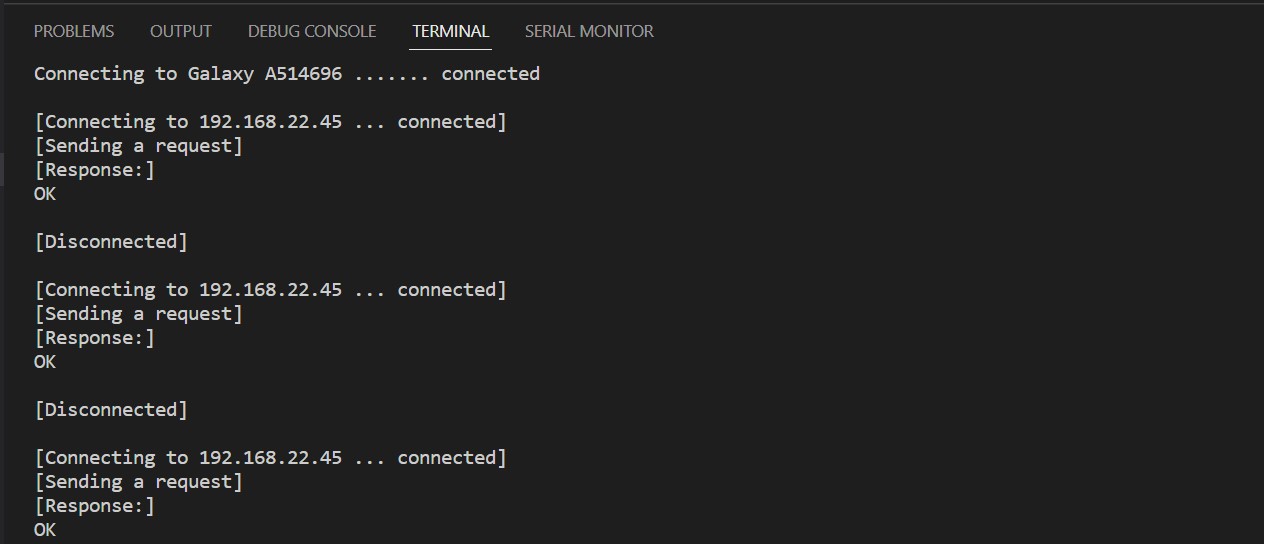 PROBLEMS OUTPUT DEBUG CONSOLE TERMINAL SERIAL MONITOR
Connecting to Galaxy A514696 ....... connected
[Connecting to 192.168.22.45 ... connected]
[Sending a request]
[Response:]
OK
[Disconnected]
[Connecting to 192.168.22.45 ... connected]
[Sending a request]
[Response:]
OK
[Disconnected]
[Connecting to 192.168.22.45 ... connected]
[Sending a request]
[Response:]
OK